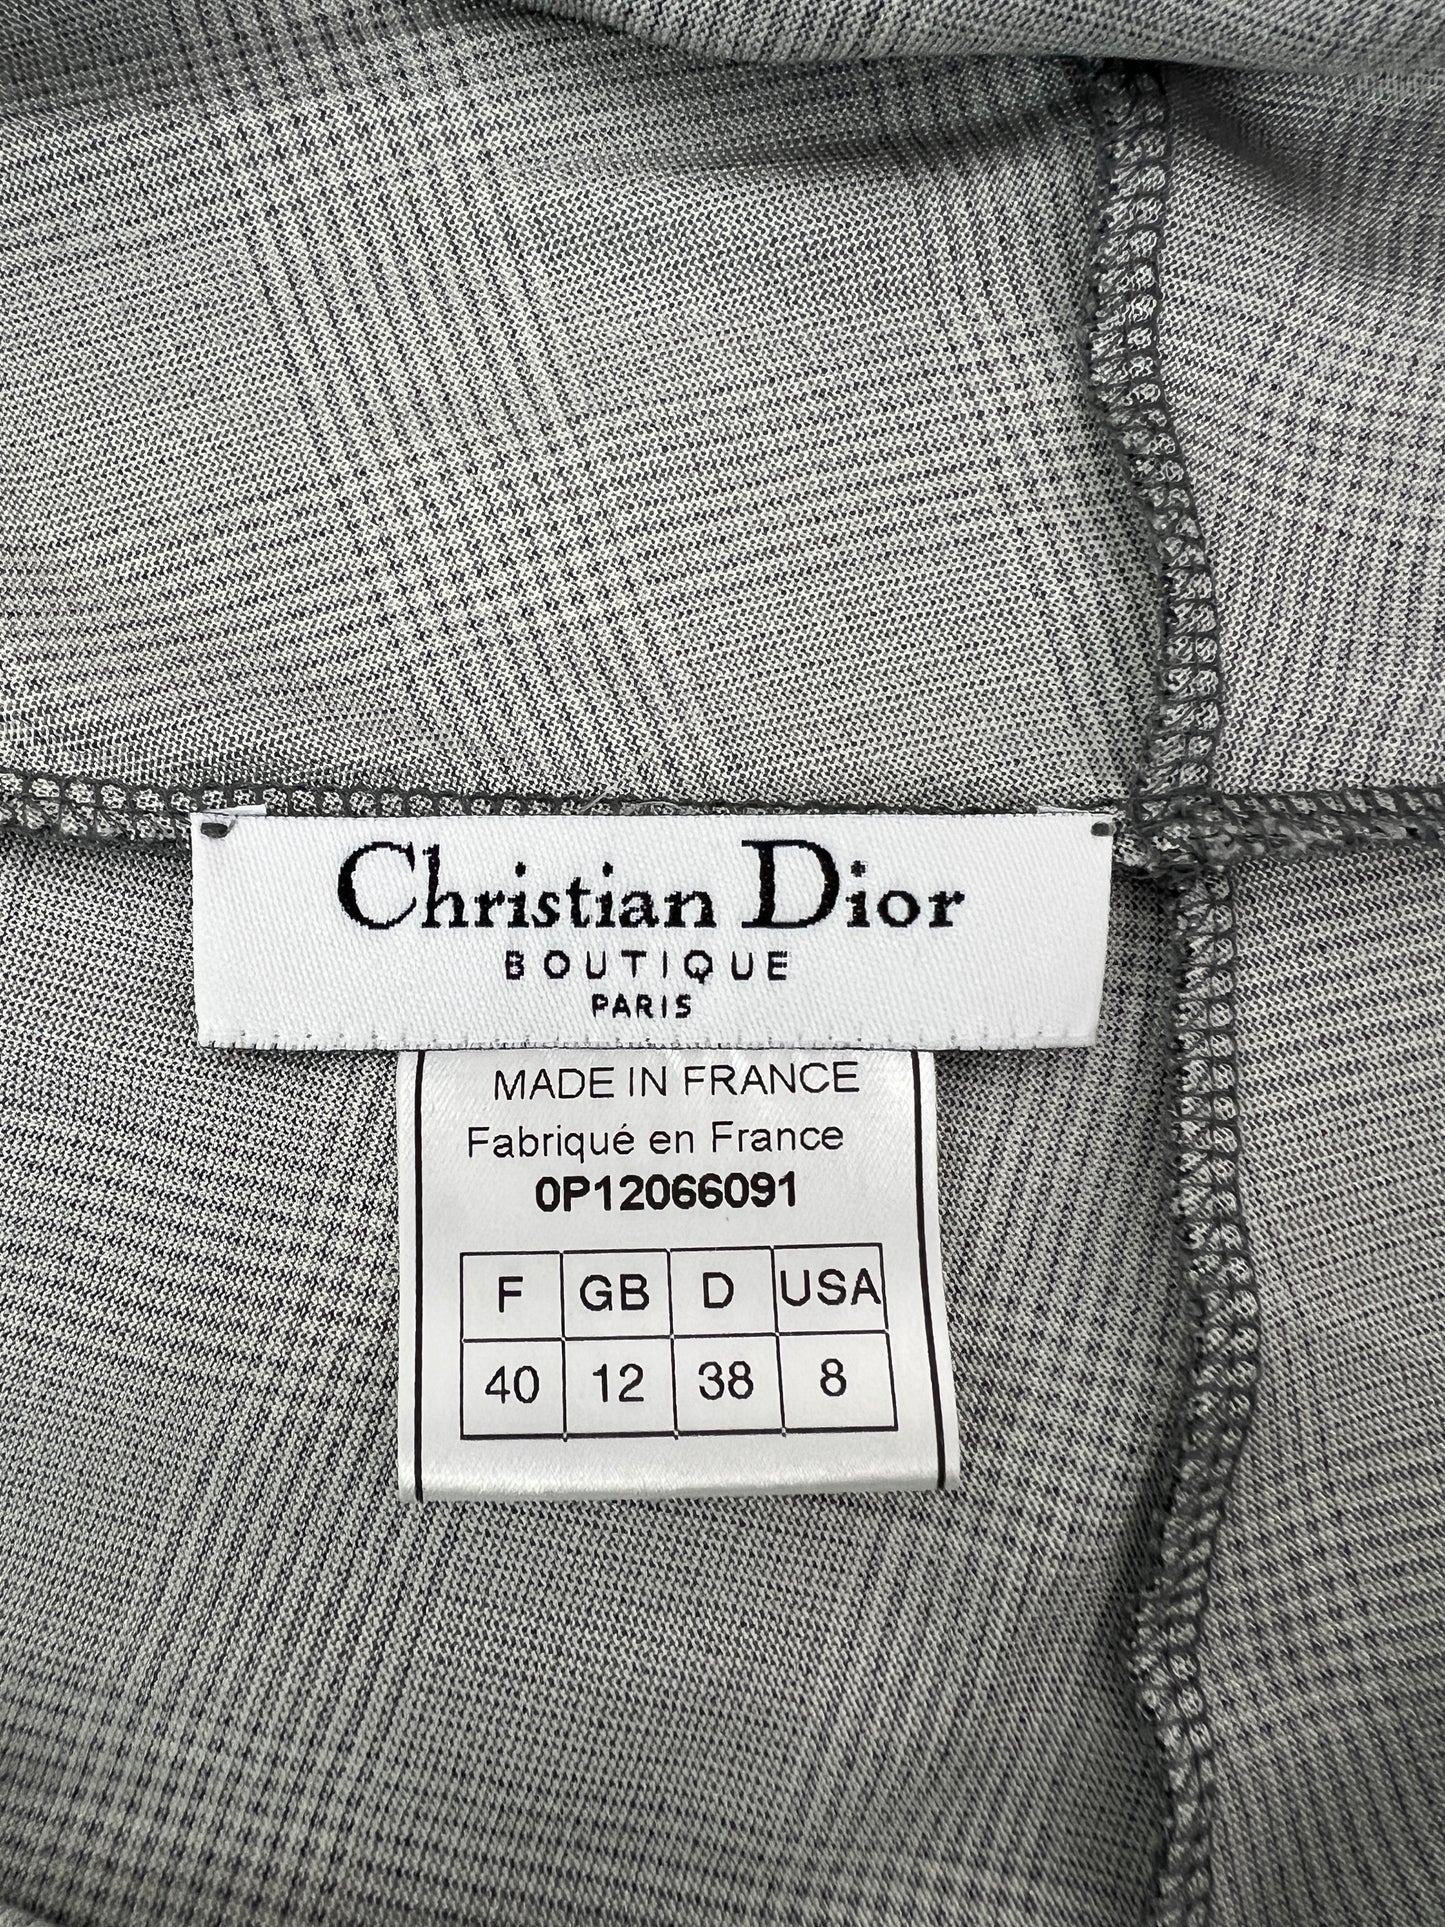 Christian Dior
BOUTIQUE
PARIS
MADE IN FRANCE
Fabriqué en France
0P12066091
F GB D USA
40 12 38 8